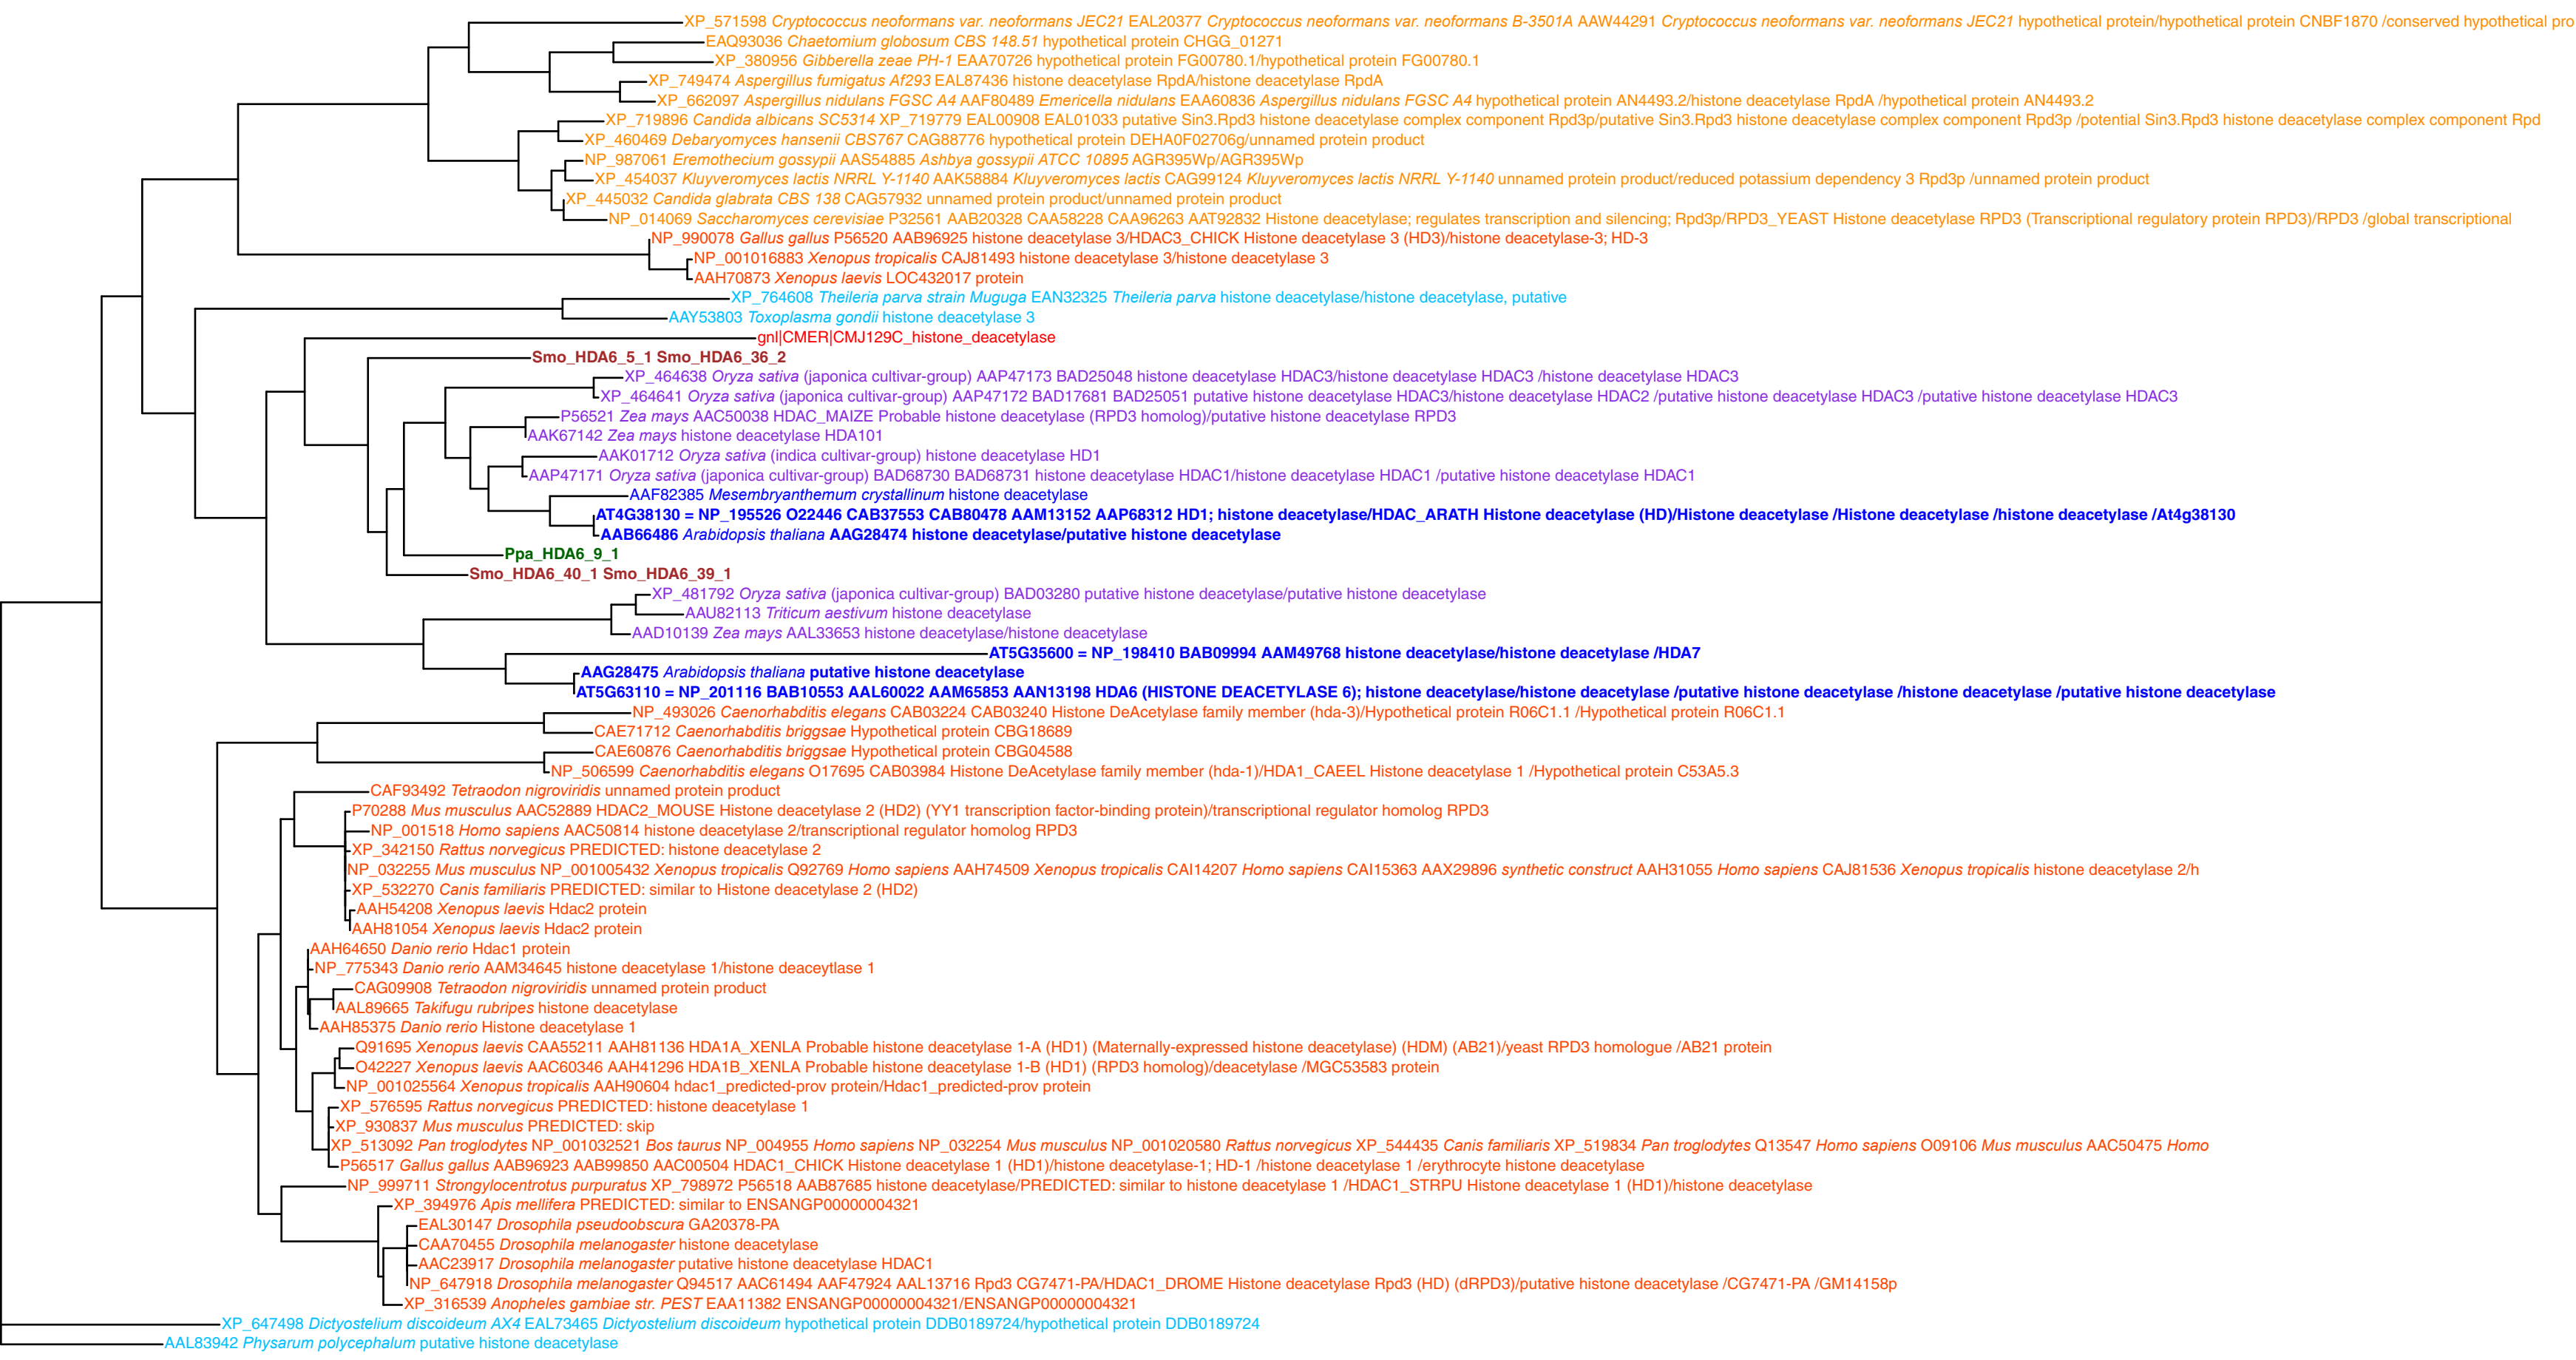 XP_571598 Cryptococcus neoformans var. neoformans JEC21 EAL20377 Cryptococcus neoformans var. neoformans B-3501A AAW44291 Cryptococcus neoformans var. neoformans JEC21 hypothetical protein/hypothetical protein CNBF1870 /conserved hypothetical pro
EAQ93036 Chaetomium globosum CBS 148.51 hypothetical protein CHGG_01271
XP_380956 Gibberella zeae PH-1 EAA70726 hypothetical protein FG00780.1/hypothetical protein FG00780.1
XP_749474 Aspergillus fumigatus Af293 EAL87436 histone deacetylase RpdA/histone deacetylase RpdA
XP_662097 Aspergillus nidulans FGSC A4 AAF80489 Emericella nidulans EAA60836 Aspergillus nidulans FGSC A4 hypothetical protein AN4493.2/histone deacetylase RpdA /hypothetical protein AN4493.2
XP_719896 Candida albicans SC5314 XP_719779 EAL00908 EAL01033 putative Sin3.Rpd3 histone deacetylase complex component Rpd3p/putative Sin3.Rpd3 histone deacetylase complex component Rpd3p /potential Sin3.Rpd3 histone deacetylase complex component Rpd
XP_460469 Debaryomyces hansenii CBS767 CAG88776 hypothetical protein DEHA0F02706g/unnamed protein product
NP_987061 Eremothecium gossypii AAS54885 Ashbya gossypii ATCC 10895 AGR395Wp/AGR395Wp
XP_454037 Kluyveromyces lactis NRRL Y-1140 AAK58884 Kluyveromyces lactis CAG99124 Kluyveromyces lactis NRRL Y-1140 unnamed protein product/reduced potassium dependency 3 Rpd3p /unnamed protein product
XP_445032 Candida glabrata CBS 138 CAG57932 unnamed protein product/unnamed protein product
NP_014069 Saccharomyces cerevisiae P32561 AAB20328 CAA58228 CAA96263 AAT92832 Histone deacetylase; regulates transcription and silencing; Rpd3p/RPD3_YEAST Histone deacetylase RPD3 (Transcriptional regulatory protein RPD3)/RPD3 /global transcriptional
NP_990078 Gallus gallus P56520 AAB96925 histone deacetylase 3/HDAC3_CHICK Histone deacetylase 3 (HD3)/histone deacetylase-3; HD-3
NP_001016883 Xenopus tropicalis CAJ81493 histone deacetylase 3/histone deacetylase 3
AAH70873 Xenopus laevis LOC432017 protein
XP_764608 Theileria parva strain Muguga EAN32325 Theileria parva histone deacetylase/histone deacetylase, putative
AAY53803 Toxoplasma gondii histone deacetylase 3
gnl|CMER|CMJ129C_histone_deacetylase
Smo_HDA6_5_1 Smo_HDA6_36_2
XP_464638 Oryza sativa (japonica cultivar-group) AAP47173 BAD25048 histone deacetylase HDAC3/histone deacetylase HDAC3 /histone deacetylase HDAC3
XP_464641 Oryza sativa (japonica cultivar-group) AAP47172 BAD17681 BAD25051 putative histone deacetylase HDAC3/histone deacetylase HDAC2 /putative histone deacetylase HDAC3 /putative histone deacetylase HDAC3
P56521 Zea mays AAC50038 HDAC_MAIZE Probable histone deacetylase (RPD3 homolog)/putative histone deacetylase RPD3
AAK67142 Zea mays histone deacetylase HDA101
AAK01712 Oryza sativa (indica cultivar-group) histone deacetylase HD1
AAP47171 Oryza sativa (japonica cultivar-group) BAD68730 BAD68731 histone deacetylase HDAC1/histone deacetylase HDAC1 /putative histone deacetylase HDAC1
AAF82385 Mesembryanthemum crystallinum histone deacetylase
AT4G38130 = NP_195526 O22446 CAB37553 CAB80478 AAM13152 AAP68312 HD1; histone deacetylase/HDAC_ARATH Histone deacetylase (HD)/Histone deacetylase /Histone deacetylase /histone deacetylase /At4g38130
AAB66486 Arabidopsis thaliana AAG28474 histone deacetylase/putative histone deacetylase
Ppa_HDA6_9_1
Smo_HDA6_40_1 Smo_HDA6_39_1
XP_481792 Oryza sativa (japonica cultivar-group) BAD03280 putative histone deacetylase/putative histone deacetylase
AAU82113 Triticum aestivum histone deacetylase
AAD10139 Zea mays AAL33653 histone deacetylase/histone deacetylase
AT5G35600 = NP_198410 BAB09994 AAM49768 histone deacetylase/histone deacetylase /HDA7
AAG28475 Arabidopsis thaliana putative histone deacetylase
AT5G63110 = NP_201116 BAB10553 AAL60022 AAM65853 AAN13198 HDA6 (HISTONE DEACETYLASE 6); histone deacetylase/histone deacetylase /putative histone deacetylase /histone deacetylase /putative histone deacetylase
NP_493026 Caenorhabditis elegans CAB03224 CAB03240 Histone DeAcetylase family member (hda-3)/Hypothetical protein R06C1.1 /Hypothetical protein R06C1.1
CAE71712 Caenorhabditis briggsae Hypothetical protein CBG18689
CAE60876 Caenorhabditis briggsae Hypothetical protein CBG04588
NP_506599 Caenorhabditis elegans O17695 CAB03984 Histone DeAcetylase family member (hda-1)/HDA1_CAEEL Histone deacetylase 1 /Hypothetical protein C53A5.3
CAF93492 Tetraodon nigroviridis unnamed protein product
P70288 Mus musculus AAC52889 HDAC2_MOUSE Histone deacetylase 2 (HD2) (YY1 transcription factor-binding protein)/transcriptional regulator homolog RPD3
NP_001518 Homo sapiens AAC50814 histone deacetylase 2/transcriptional regulator homolog RPD3
XP_342150 Rattus norvegicus PREDICTED: histone deacetylase 2
NP_032255 Mus musculus NP_001005432 Xenopus tropicalis Q92769 Homo sapiens AAH74509 Xenopus tropicalis CAI14207 Homo sapiens CAI15363 AAX29896 synthetic construct AAH31055 Homo sapiens CAJ81536 Xenopus tropicalis histone deacetylase 2/h
XP_532270 Canis familiaris PREDICTED: similar to Histone deacetylase 2 (HD2)
AAH54208 Xenopus laevis Hdac2 protein
AAH81054 Xenopus laevis Hdac2 protein
AAH64650 Danio rerio Hdac1 protein
NP_775343 Danio rerio AAM34645 histone deacetylase 1/histone deaceytlase 1
CAG09908 Tetraodon nigroviridis unnamed protein product
AAL89665 Takifugu rubripes histone deacetylase
AAH85375 Danio rerio Histone deacetylase 1
Q91695 Xenopus laevis CAA55211 AAH81136 HDA1A_XENLA Probable histone deacetylase 1-A (HD1) (Maternally-expressed histone deacetylase) (HDM) (AB21)/yeast RPD3 homologue /AB21 protein
O42227 Xenopus laevis AAC60346 AAH41296 HDA1B_XENLA Probable histone deacetylase 1-B (HD1) (RPD3 homolog)/deacetylase /MGC53583 protein
NP_001025564 Xenopus tropicalis AAH90604 hdac1_predicted-prov protein/Hdac1_predicted-prov protein
XP_576595 Rattus norvegicus PREDICTED: histone deacetylase 1
XP_930837 Mus musculus PREDICTED: skip
XP_513092 Pan troglodytes NP_001032521 Bos taurus NP_004955 Homo sapiens NP_032254 Mus musculus NP_001020580 Rattus norvegicus XP_544435 Canis familiaris XP_519834 Pan troglodytes Q13547 Homo sapiens O09106 Mus musculus AAC50475 Homo
P56517 Gallus gallus AAB96923 AAB99850 AAC00504 HDAC1_CHICK Histone deacetylase 1 (HD1)/histone deacetylase-1; HD-1 /histone deacetylase 1 /erythrocyte histone deacetylase
NP_999711 Strongylocentrotus purpuratus XP_798972 P56518 AAB87685 histone deacetylase/PREDICTED: similar to histone deacetylase 1 /HDAC1_STRPU Histone deacetylase 1 (HD1)/histone deacetylase
XP_394976 Apis mellifera PREDICTED: similar to ENSANGP00000004321
EAL30147 Drosophila pseudoobscura GA20378-PA
CAA70455 Drosophila melanogaster histone deacetylase
AAC23917 Drosophila melanogaster putative histone deacetylase HDAC1
NP_647918 Drosophila melanogaster Q94517 AAC61494 AAF47924 AAL13716 Rpd3 CG7471-PA/HDAC1_DROME Histone deacetylase Rpd3 (HD) (dRPD3)/putative histone deacetylase /CG7471-PA /GM14158p
XP_316539 Anopheles gambiae str. PEST EAA11382 ENSANGP00000004321/ENSANGP00000004321
XP_647498 Dictyostelium discoideum AX4 EAL73465 Dictyostelium discoideum hypothetical protein DDB0189724/hypothetical protein DDB0189724
AAL83942 Physarum polycephalum putative histone deacetylase